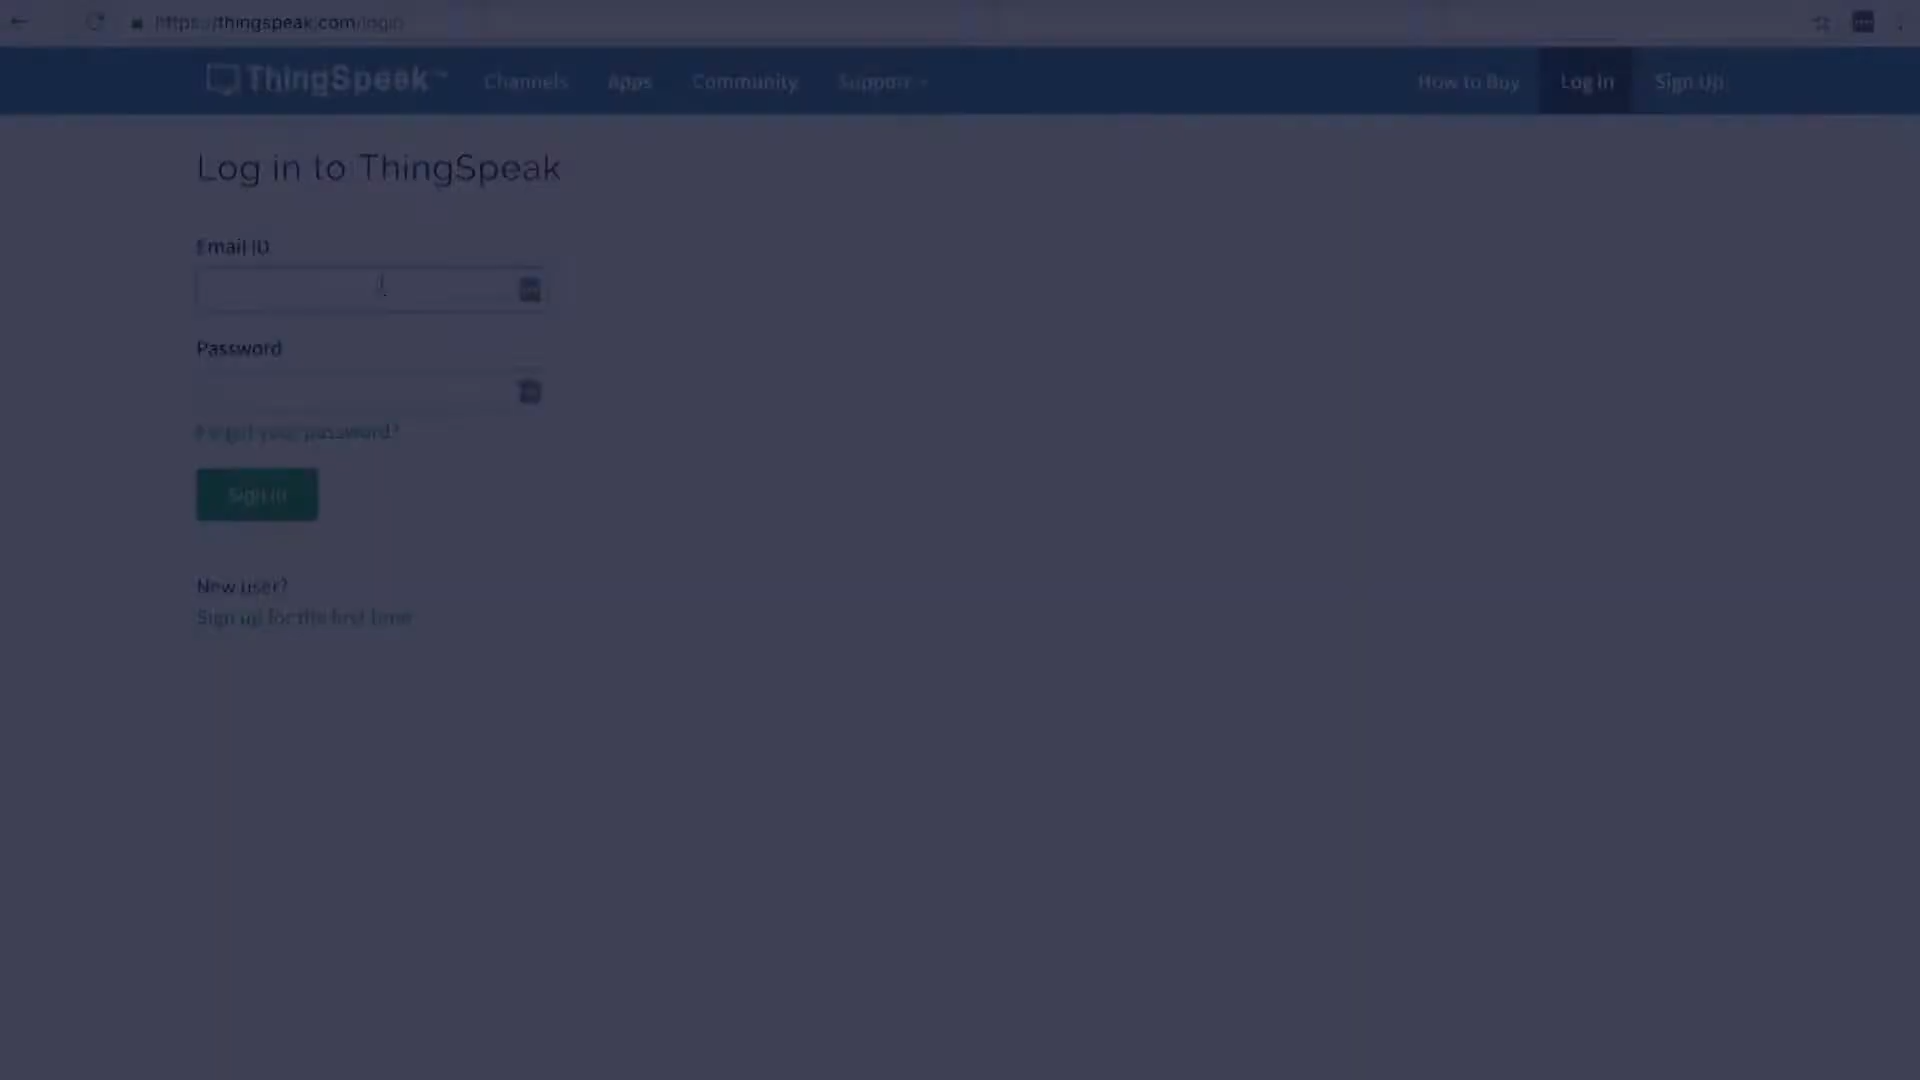 https://thingspeak.com/login
ThingSpeak™ Channels Apps Community Support How to Buy Log In Sign Up
Log in to ThingSpeak
Email ID
Password
Forgot your password?
Sign in
New user?
Sign up for the first time